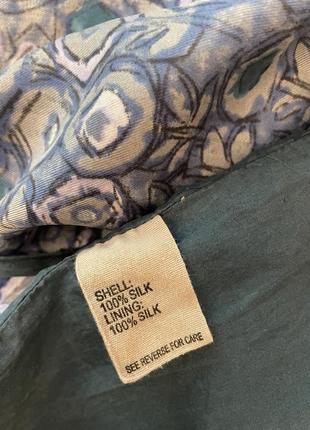 SHELL:
100% SILK
LINING:
100% SILK
SEE REVERSE FOR CARE